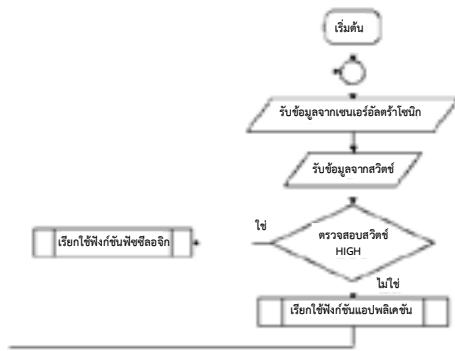 เริ่มต้น
รับข้อมูลจากเซนเอร์อัลตร้าโซนิก
รับข้อมูลจากสวิตช์
ใช่
ตรวจสอบสวิตช์
HIGH
เรียกใช้ฟังก์ชันฟัซซีลอจิก
ไม่ใช่
เรียกใช้ฟังก์ชันแอปพลิเคชัน